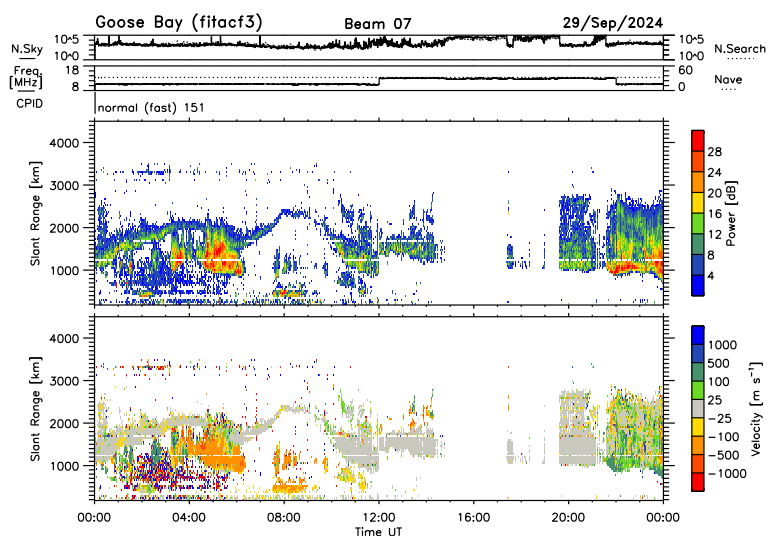 Goose Bay (fitacf3) Beam 07 29/Sep/2024
N.Sky 10^5 10^0 10^5 10^0 N.Search
Freq. [MHz] 18 8 60 0 Nave
CPID normal (fast) 151
4000
3000
2000
1000
Slant Range [km]
28
24
20
16
12
8
4
Power [dB]
4000
3000
2000
1000
Slant Range [km]
1000
500
100
25
-25
-100
-500
-1000
Velocity [m s⁻¹]
00:00 04:00 08:00 12:00 16:00 20:00 00:00
Time UT